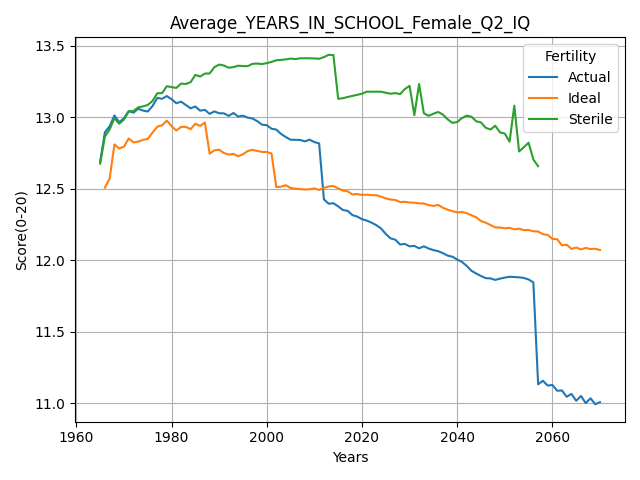 Average_YEARS_IN_SCHOOL_Female_Q2_IQ
Score(0-20)
13.5
13.0
12.5
12.0
11.5
11.0
Fertility
Actual
Ideal
Sterile
1960 1980 2000 2020 2040 2060
Years